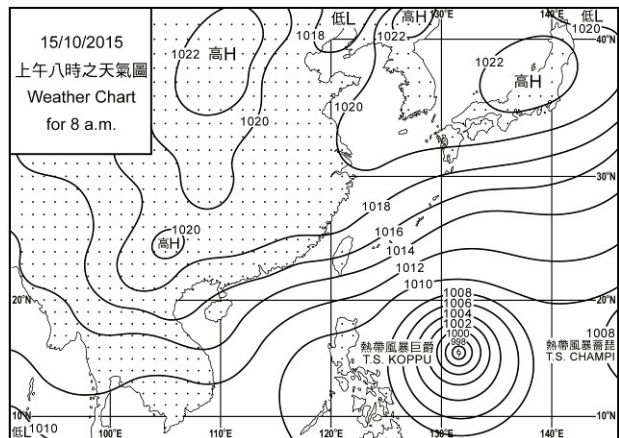 15/10/2015
上午八時之天氣圖
Weather Chart
for 8 a.m.
低L
高H
130°E
140°E
低L
1020
40°N
1018
1022
1022
高H
1022
高H
1020
1020
30°N
1018
1016
1014
1012
1010
1020
高H
20°N
20°N
1008
1006
1004
1002
1000
998
熱帶風暴巨爵
T.S. KOPPU
1008
熱帶風暴薔琵
T.S. CHAMPI
10°N
10°N
低L
1010
100°E
110°E
120°E
130°E
140°E